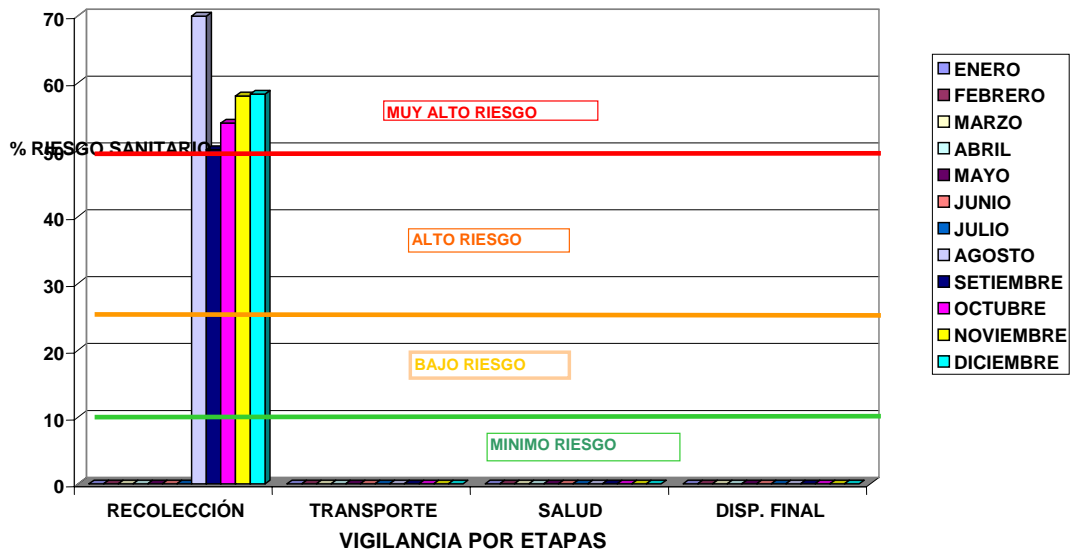 70
60
50
40
30
20
10
0
% RIESGO SANITARIO
MUY ALTO RIESGO
ALTO RIESGO
BAJO RIESGO
MINIMO RIESGO
RECOLECCIÓN
TRANSPORTE
SALUD
DISP. FINAL
VIGILANCIA POR ETAPAS
ENERO
FEBRERO
MARZO
ABRIL
MAYO
JUNIO
JULIO
AGOSTO
SETIEMBRE
OCTUBRE
NOVIEMBRE
DICIEMBRE